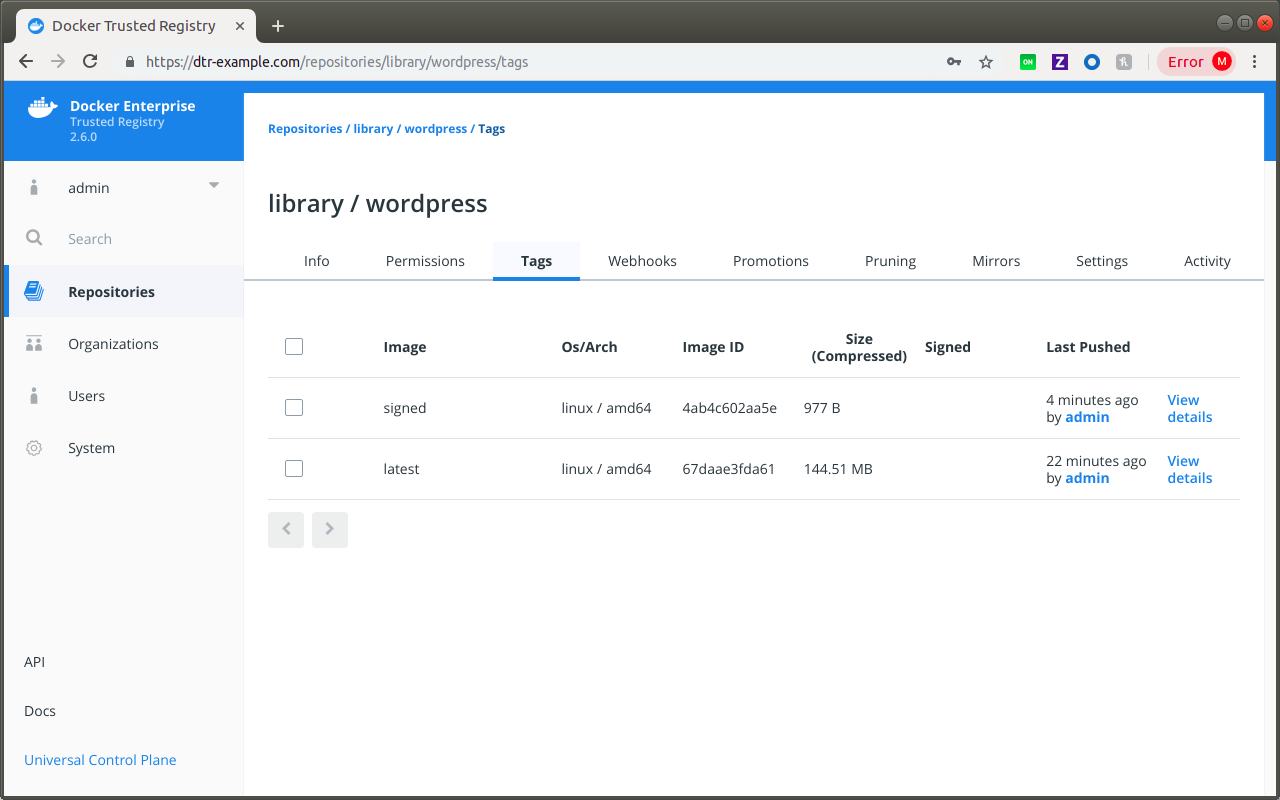 Docker Trusted Registry
https://dtr-example.com/repositories/library/wordpress/tags
ON
Z
Error M
Docker Enterprise
Trusted Registry
2.6.0
admin
Search
Repositories
Organizations
Users
System
API
Docs
Universal Control Plane
Repositories / library / wordpress / Tags
library / wordpress
Info Permissions Tags Webhooks Promotions Pruning Mirrors Settings Activity
Image Os/Arch Image ID Size (Compressed) Signed Last Pushed
signed linux / amd64 4ab4c602aa5e 977 B 4 minutes ago by admin View details
latest linux / amd64 67daae3fda61 144.51 MB 22 minutes ago by admin View details